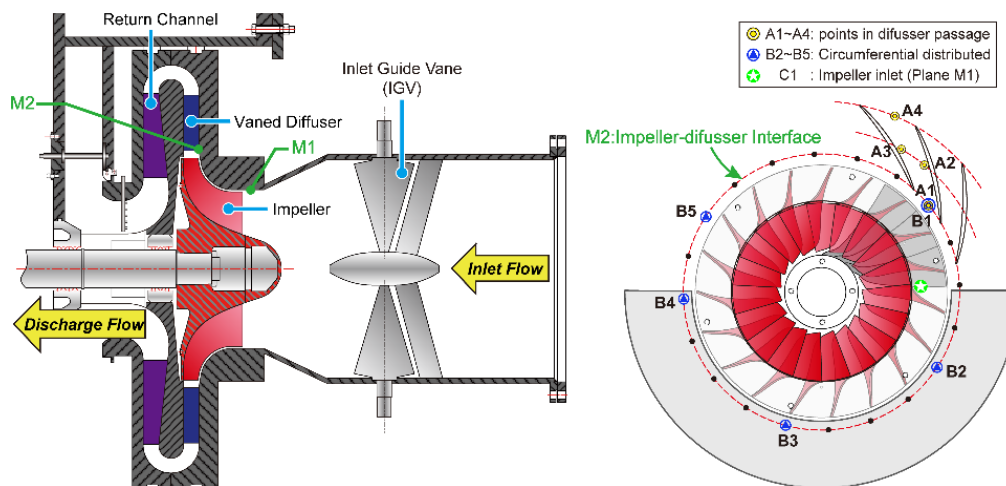 Return Channel
Inlet Guide Vane
(IGV)
M2
Vaned Diffuser
M1
Impeller
Inlet Flow
Discharge Flow
A1~A4: points in difusser passage
B2~B5: Circumferential distributed
C1 : Impeller inlet (Plane M1)
M2:Impeller-difusser Interface
A4
A3
A2
A1
B1
B5
B4
B2
B3